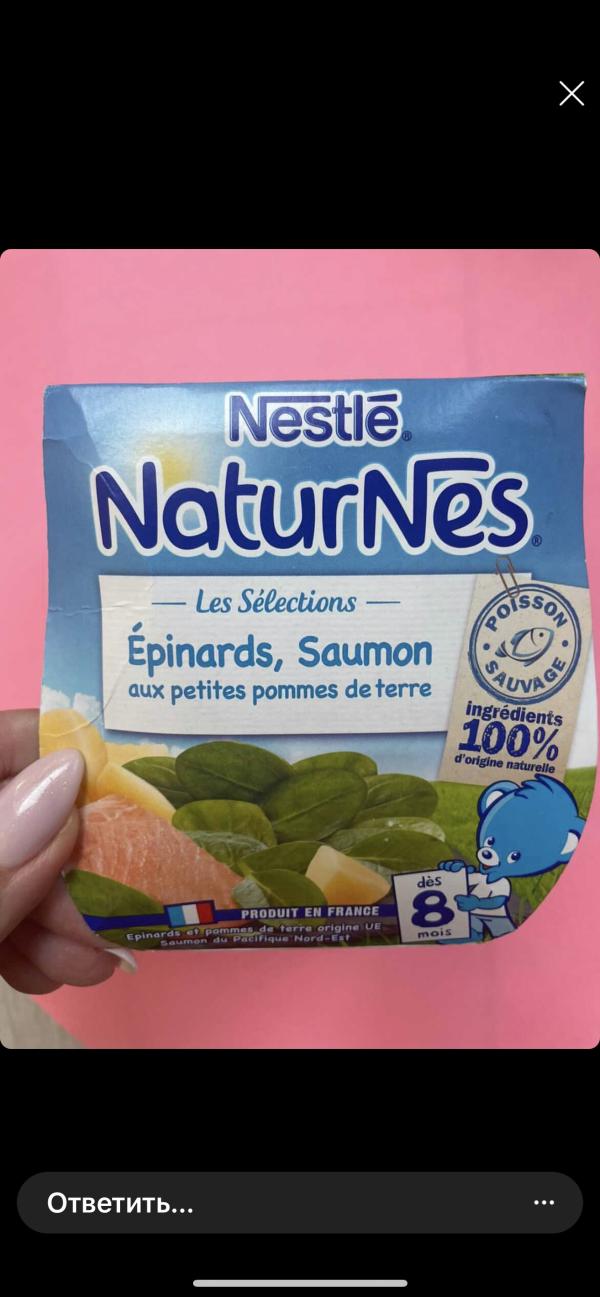 Nestlé®
NaturNes®
Les Sélections
Épinards, Saumon
aux petites pommes de terre
POISSON
SAUVAGE
ingrédients
100%
d'origine naturelle
dès
8
mois
PRODUIT EN FRANCE
Epinards et pommes de terre origine UE
Saumon du Pacifique Nord-Est
Ответить...